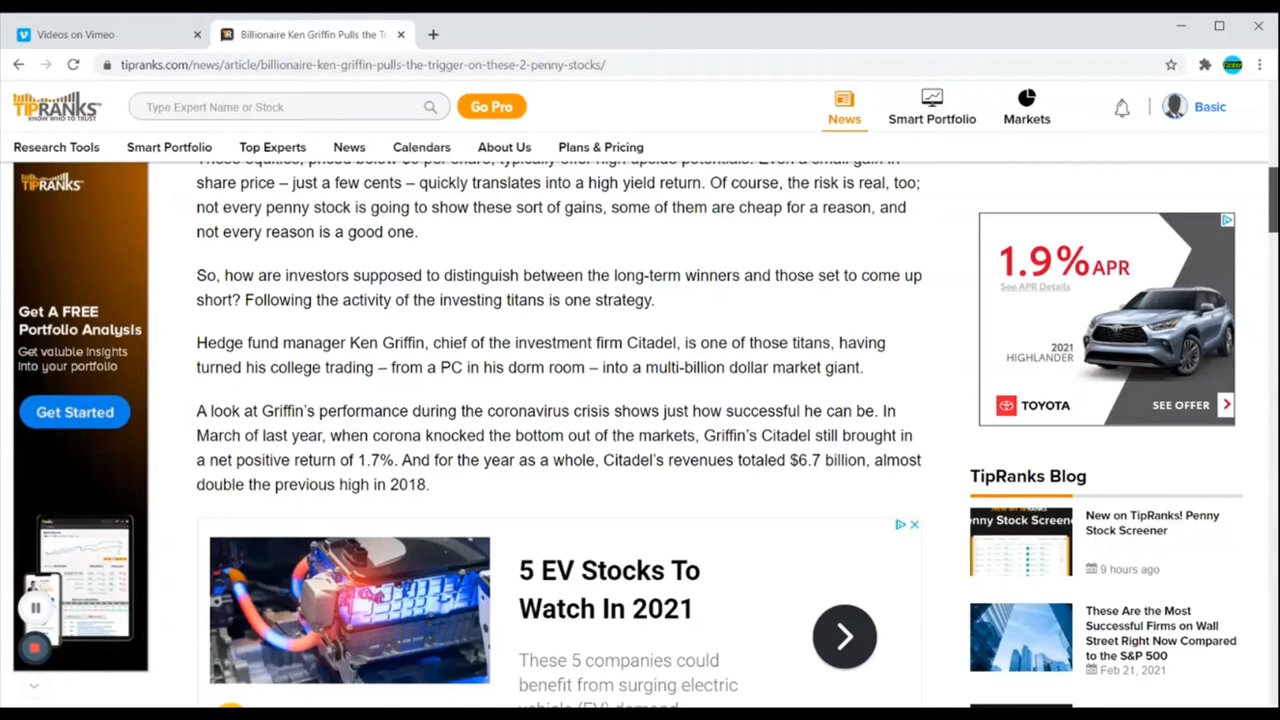 Videos on Vimeo
Billionaire Ken Griffin Pulls the Tr
tipranks.com/news/article/billionaire-ken-griffin-pulls-the-trigger-on-these-2-penny-stocks/
TIPRANKS
KNOW WHO TO TRUST
Type Expert Name or Stock
Go Pro
News
Smart Portfolio
Markets
Basic
Research Tools
Smart Portfolio
Top Experts
News
Calendars
About Us
Plans & Pricing
TIPRANKS
Get A FREE
Portfolio Analysis
Get valuable insights
into your portfolio
Get Started
share price – just a few cents – quickly translates into a high yield return. Of course, the risk is real, too;
not every penny stock is going to show these sort of gains, some of them are cheap for a reason, and
not every reason is a good one.
So, how are investors supposed to distinguish between the long-term winners and those set to come up
short? Following the activity of the investing titans is one strategy.
Hedge fund manager Ken Griffin, chief of the investment firm Citadel, is one of those titans, having
turned his college trading – from a PC in his dorm room – into a multi-billion dollar market giant.
A look at Griffin's performance during the coronavirus crisis shows just how successful he can be. In
March of last year, when corona knocked the bottom out of the markets, Griffin's Citadel still brought in
a net positive return of 1.7%. And for the year as a whole, Citadel's revenues totaled $6.7 billion, almost
double the previous high in 2018.
5 EV Stocks To
Watch In 2021
These 5 companies could
benefit from surging electric
1.9% APR
See APR Details
2021
HIGHLANDER
TOYOTA
SEE OFFER
TipRanks Blog
New on TipRanks! Penny
Stock Screener
9 hours ago
These Are the Most
Successful Firms on Wall
Street Right Now Compared
to the S&P 500
Feb 21, 2021